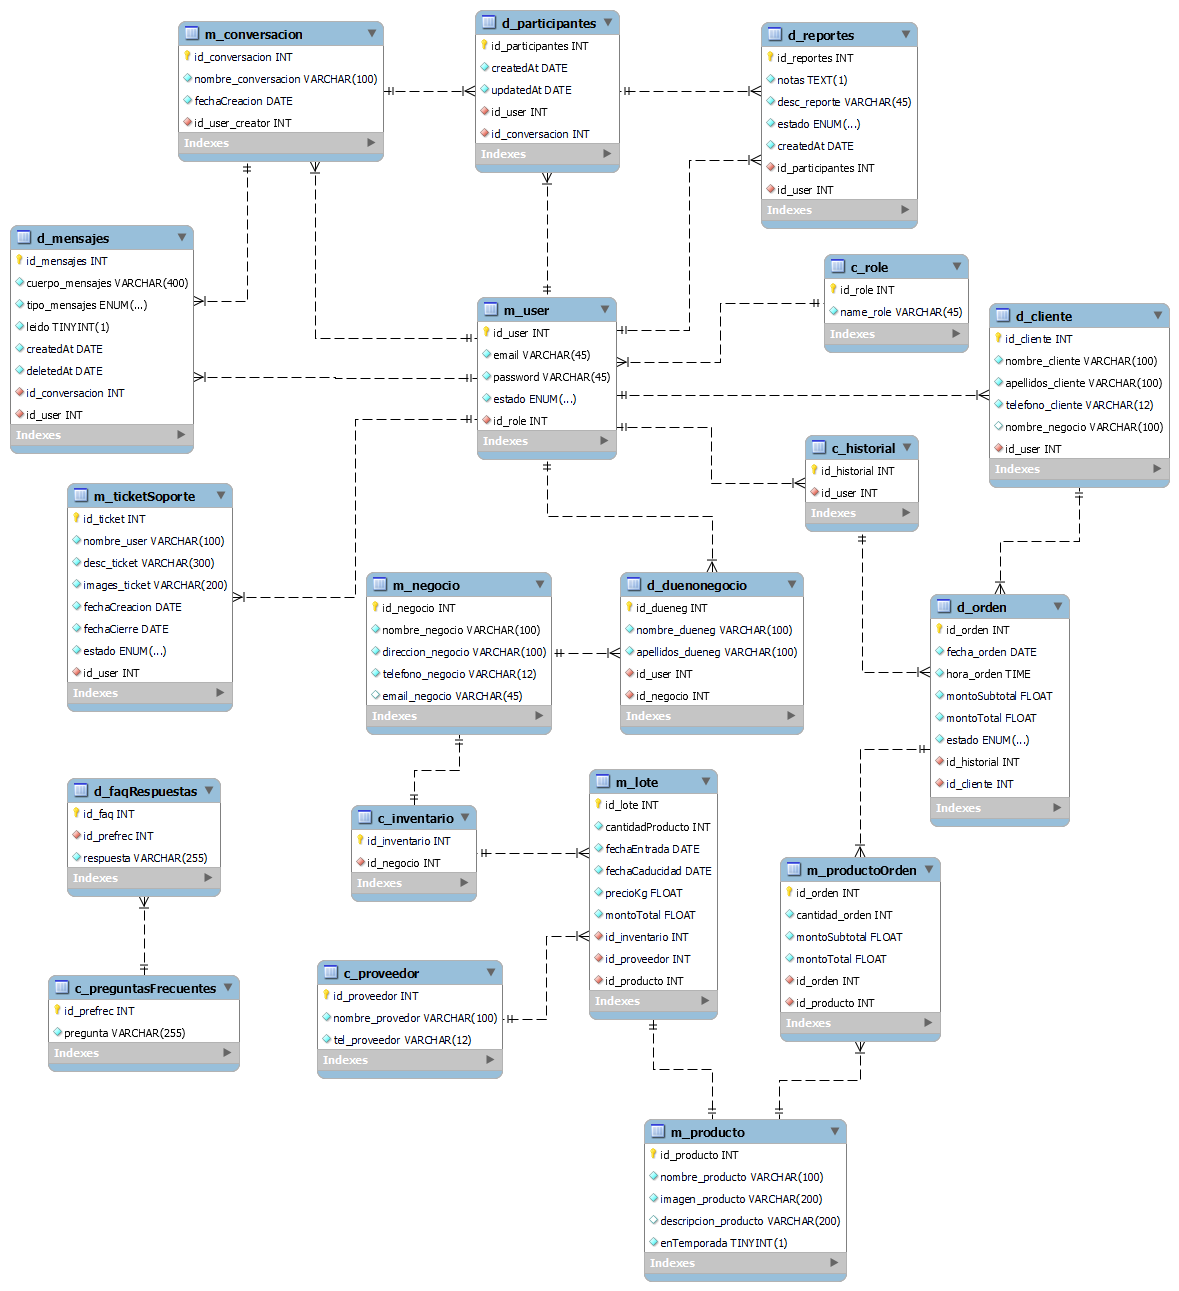 m_conversacion
id_conversacion INT
nombre_conversacion VARCHAR(100)
fechaCreacion DATE
id_user_creator INT
Indexes
d_participantes
id_participantes INT
createdAt DATE
updatedAt DATE
id_user INT
id_conversacion INT
Indexes
d_reportes
id_reportes INT
notas TEXT(1)
desc_reporte VARCHAR(45)
estado ENUM(...)
createdAt DATE
id_participantes INT
id_user INT
Indexes
d_mensajes
id_mensajes INT
cuerpo_mensajes VARCHAR(400)
tipo_mensajes ENUM(...)
leido TINYINT(1)
createdAt DATE
deletedAt DATE
id_conversacion INT
id_user INT
Indexes
m_user
id_user INT
email VARCHAR(45)
password VARCHAR(45)
estado ENUM(...)
id_role INT
Indexes
c_role
id_role INT
name_role VARCHAR(45)
Indexes
d_cliente
id_cliente INT
nombre_cliente VARCHAR(100)
apellidos_cliente VARCHAR(100)
telefono_cliente VARCHAR(12)
nombre_negocio VARCHAR(100)
id_user INT
Indexes
c_historial
id_historial INT
id_user INT
Indexes
m_ticketSoporte
id_ticket INT
nombre_user VARCHAR(100)
desc_ticket VARCHAR(300)
images_ticket VARCHAR(200)
fechaCreacion DATE
fechaCierre DATE
estado ENUM(...)
id_user INT
Indexes
m_negocio
id_negocio INT
nombre_negocio VARCHAR(100)
direccion_negocio VARCHAR(100)
telefono_negocio VARCHAR(12)
email_negocio VARCHAR(45)
Indexes
d_duenonegocio
id_dueneg INT
nombre_dueneg VARCHAR(100)
apellidos_dueneg VARCHAR(100)
id_user INT
id_negocio INT
Indexes
d_orden
id_orden INT
fecha_orden DATE
hora_orden TIME
montoSubtotal FLOAT
montoTotal FLOAT
estado ENUM(...)
id_historial INT
id_cliente INT
Indexes
d_faqRespuestas
id_faq INT
id_prefrec INT
respuesta VARCHAR(255)
Indexes
c_inventario
id_inventario INT
id_negocio INT
Indexes
m_lote
id_lote INT
cantidadProducto INT
fechaEntrada DATE
fechaCaducidad DATE
precioKg FLOAT
montoTotal FLOAT
id_inventario INT
id_proveedor INT
id_producto INT
Indexes
m_productoOrden
id_orden INT
cantidad_orden INT
montoSubtotal FLOAT
montoTotal FLOAT
id_orden INT
id_producto INT
Indexes
c_preguntasFrecuentes
id_prefrec INT
pregunta VARCHAR(255)
Indexes
c_proveedor
id_proveedor INT
nombre_provedor VARCHAR(100)
tel_proveedor VARCHAR(12)
Indexes
m_producto
id_producto INT
nombre_producto VARCHAR(100)
imagen_producto VARCHAR(200)
descripcion_producto VARCHAR(200)
enTemporada TINYINT(1)
Indexes